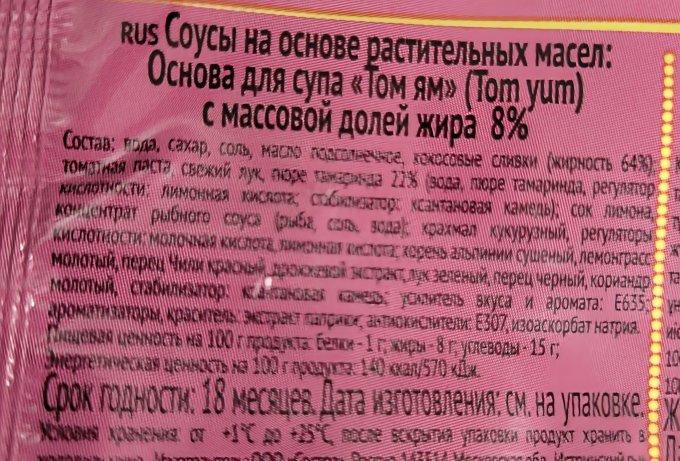 RUS Соусы на основе растительных масел:
Основа для супа «Том ям» (Tom yum)
с массовой долей жира 8%
Состав: вода, сахар, соль, масло подсолнечное, кокосовые сливки (жирность 64%),
томатная паста, свежий лук, пюре тамаринда 22% (вода, пюре тамаринда, регулятор
кислотности: лимонная кислота; стабилизатор: ксантановая камедь); сок лимона,
концентрат рыбного соуса (рыба, соль, вода); крахмал кукурузный, регуляторы
кислотности: молочная кислота, лимонная кислота; корень альпинии сушеный, лемонграсс
молотый, перец Чили красный, дрожжевой экстракт, лук зеленый, перец черный, кориандр
молотый, стабилизатор: ксантановая камедь; усилитель вкуса и аромата: Е635;
ароматизаторы, краситель: экстракт паприки; антиокислители: Е307, изоаскорбат натрия.
Пищевая ценность на 100 г продукта: белки - 1 г; жиры - 8 г; углеводы - 15 г;
Энергетическая ценность на 100 г продукта: 140 ккал/570 кДж.
Срок годности: 18 месяцев. Дата изготовления: см. на упаковке.
Условия хранения: от +1°С до +25°С, после вскрытия упаковки продукт хранить в